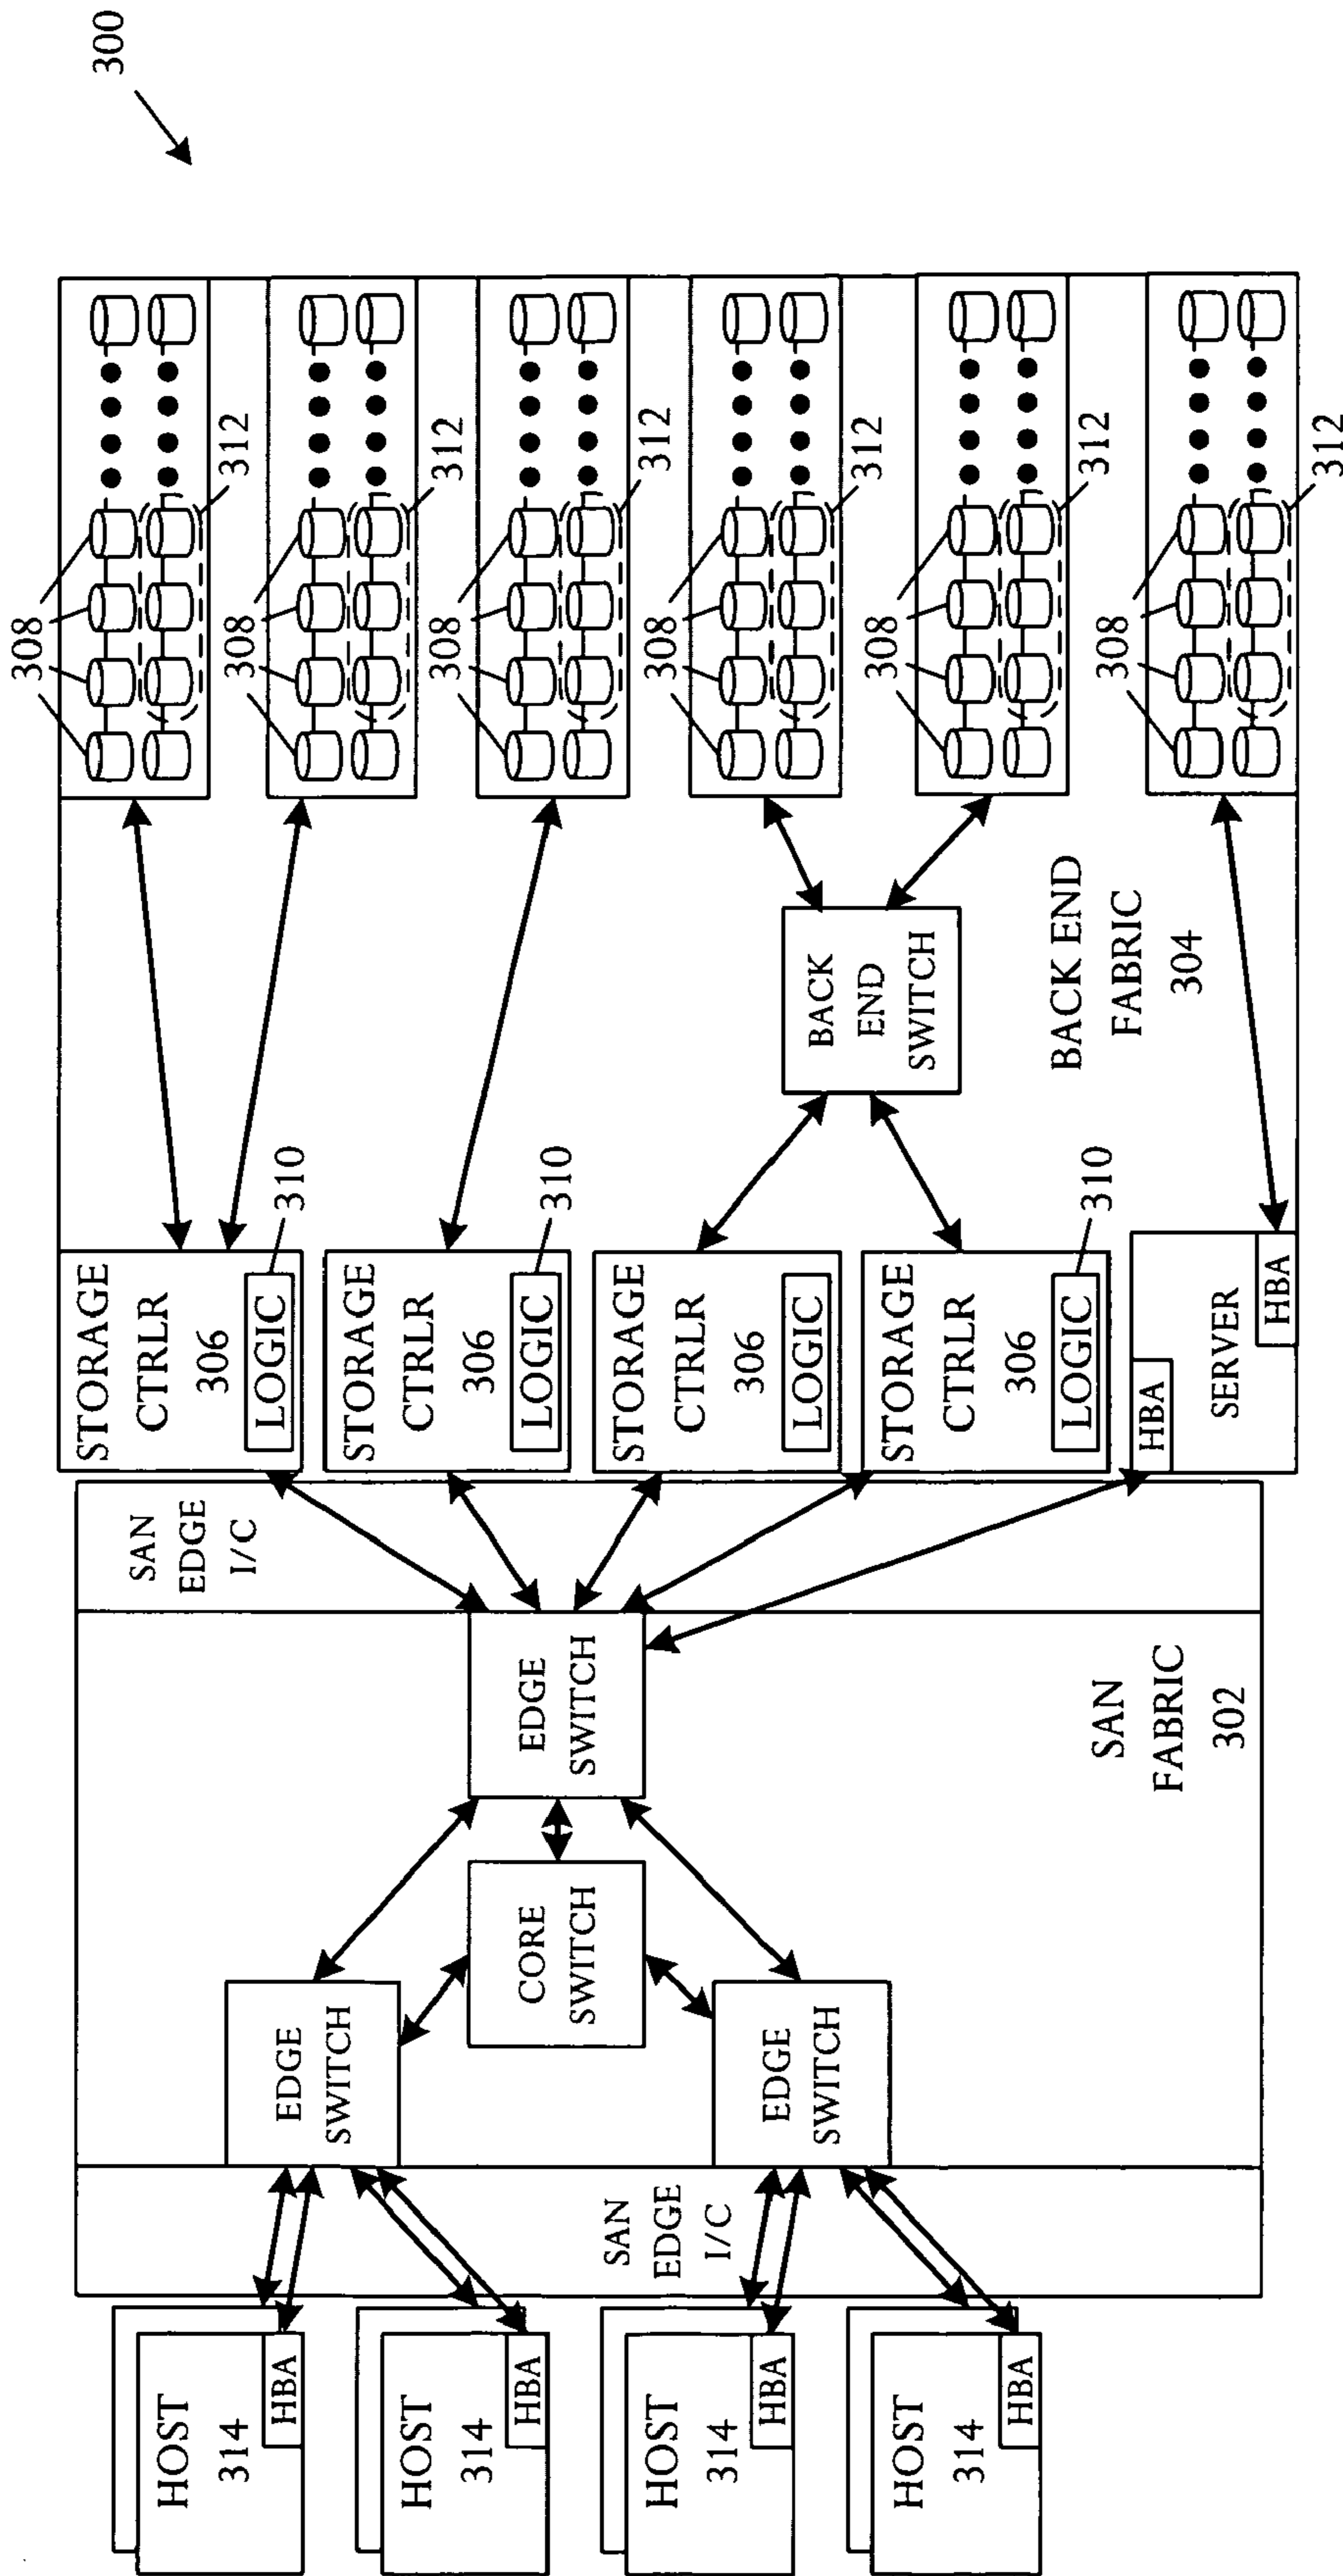 300
HOST
314
HBA
HOST
314
HBA
HOST
314
HBA
HOST
314
HBA
SAN
EDGE
I/C
EDGE
SWITCH
EDGE
SWITCH
CORE
SWITCH
EDGE
SWITCH
SAN
FABRIC
302
SAN
EDGE
I/C
STORAGE
CTRLR
306
LOGIC
310
STORAGE
CTRLR
306
LOGIC
310
STORAGE
CTRLR
306
LOGIC
STORAGE
CTRLR
306
LOGIC
310
HBA
SERVER
HBA
BACK
END
SWITCH
BACK END
FABRIC
304
308
312
308
312
308
312
308
312
308
312
308
312